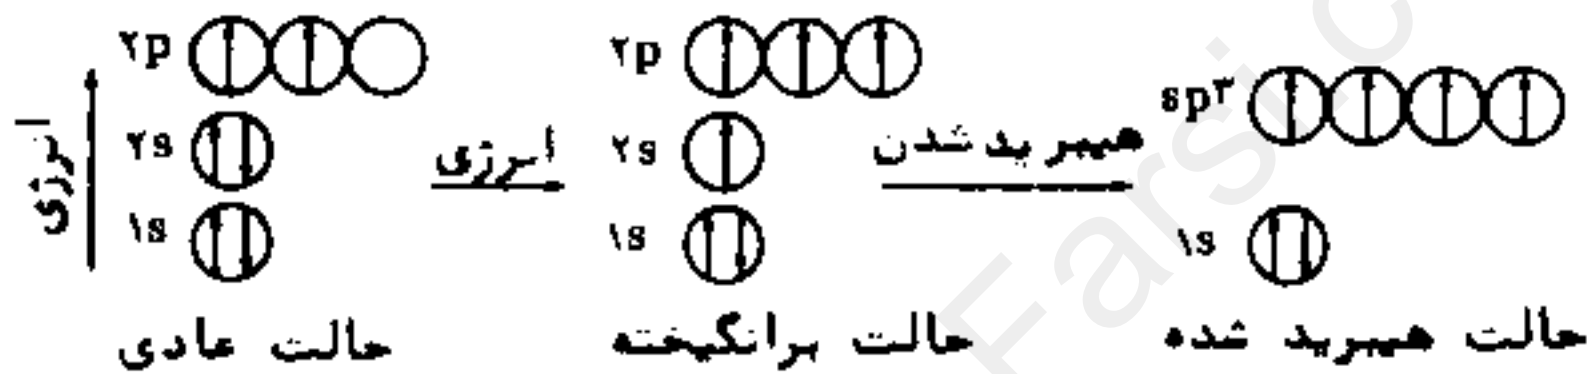 ۲p ۲p sp۳
انرژی ۲s انرژی ۲s هیبرید شدن
۱s ۱s ۱s
حالت عادی حالت برانگیخته حالت هیبرید شده
Farsi.c